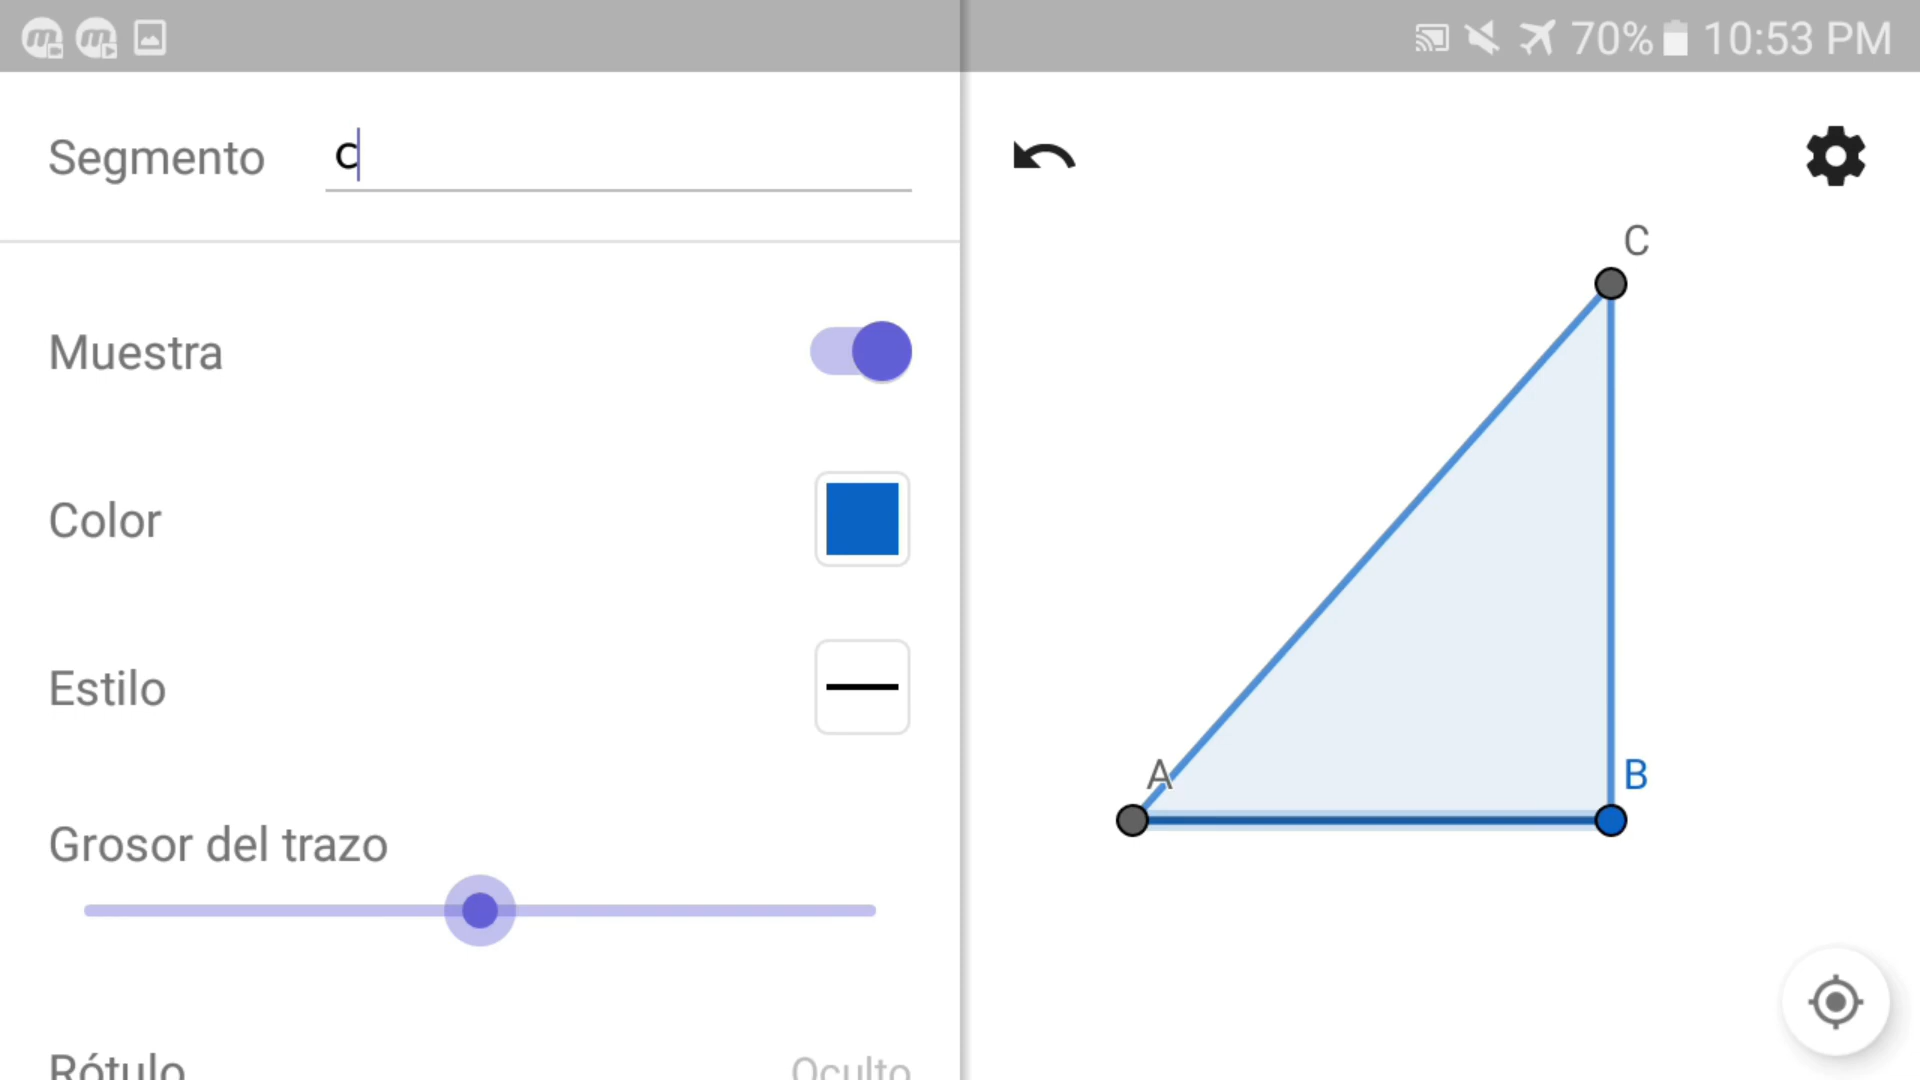 70% 10:53 PM
Segmento c
Muestra
Color
Estilo
Grosor del trazo
Rótulo Oculto
C
A
B